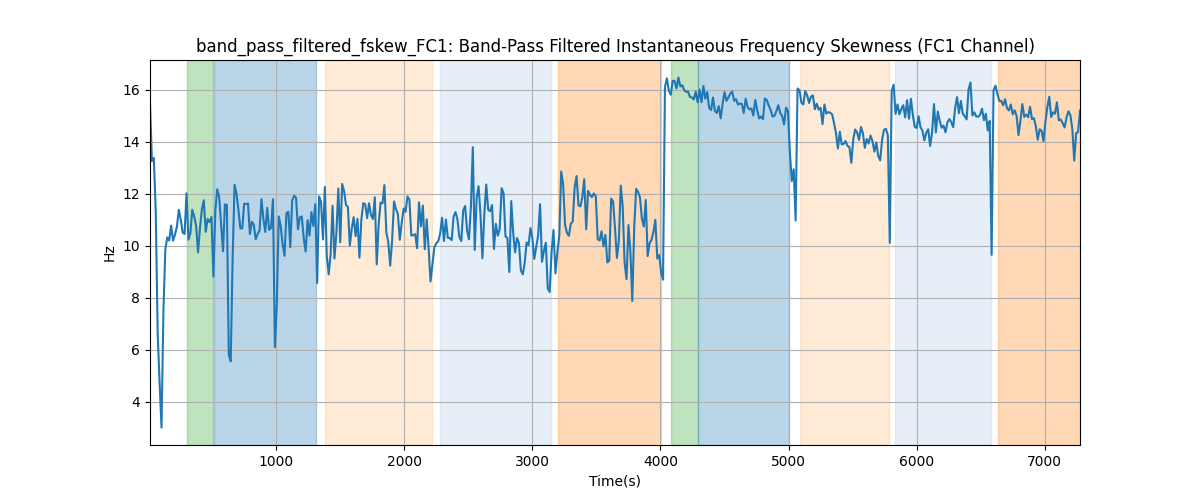 band_pass_filtered_fskew_FC1: Band-Pass Filtered Instantaneous Frequency Skewness (FC1 Channel)
16
14
12
10
8
6
4
Hz
1000 2000 3000 4000 5000 6000 7000
Time(s)